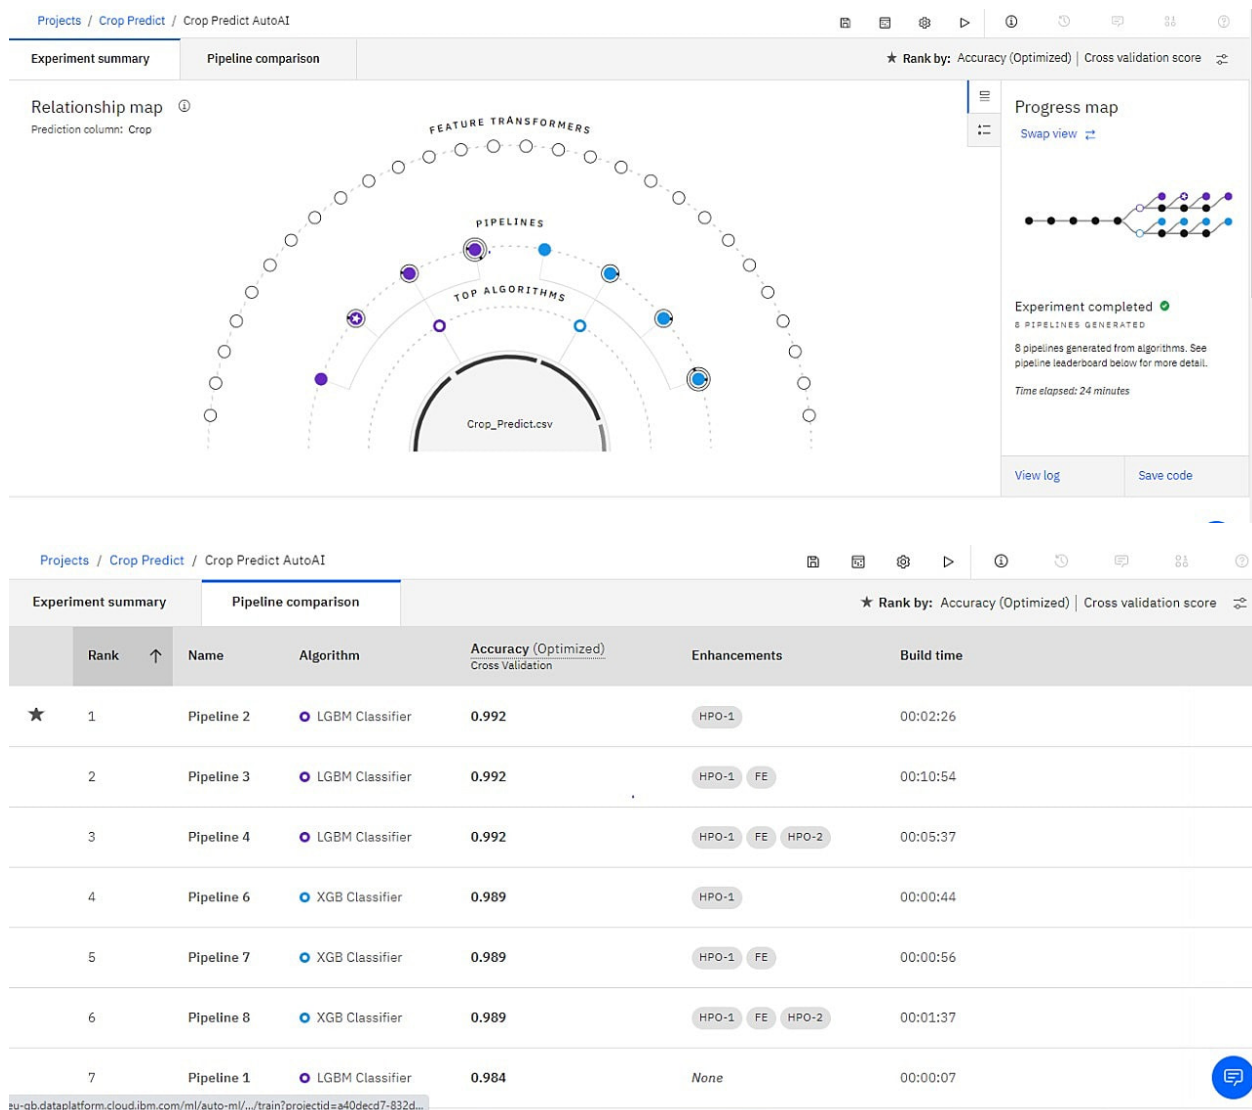 Projects / Crop Predict / Crop Predict AutoAI
Experiment summary Pipeline comparison ★ Rank by: Accuracy (Optimized) | Cross validation score
Relationship map
Prediction column: Crop
FEATURE TRANSFORMERS
PIPELINES
TOP ALGORITHMS
Crop_Predict.csv
Progress map
Swap view
Experiment completed
8 PIPELINES GENERATED
8 pipelines generated from algorithms. See
pipeline leaderboard below for more detail.
Time elapsed: 24 minutes
View log Save code
Projects / Crop Predict / Crop Predict AutoAI
Experiment summary Pipeline comparison ★ Rank by: Accuracy (Optimized) | Cross validation score
Rank ↑ Name Algorithm Accuracy (Optimized) Enhancements Build time
Cross Validation
★ 1 Pipeline 2 LGBM Classifier 0.992 HPO-1 00:02:26
2 Pipeline 3 LGBM Classifier 0.992 HPO-1 FE 00:10:54
3 Pipeline 4 LGBM Classifier 0.992 HPO-1 FE HPO-2 00:05:37
4 Pipeline 6 XGB Classifier 0.989 HPO-1 00:00:44
5 Pipeline 7 XGB Classifier 0.989 HPO-1 FE 00:00:56
6 Pipeline 8 XGB Classifier 0.989 HPO-1 FE HPO-2 00:01:37
7 Pipeline 1 LGBM Classifier 0.984 None 00:00:07
eu-gb.dataplatform.cloud.ibm.com/ml/auto-ml/.../train?projectid=a40decd7-832d...